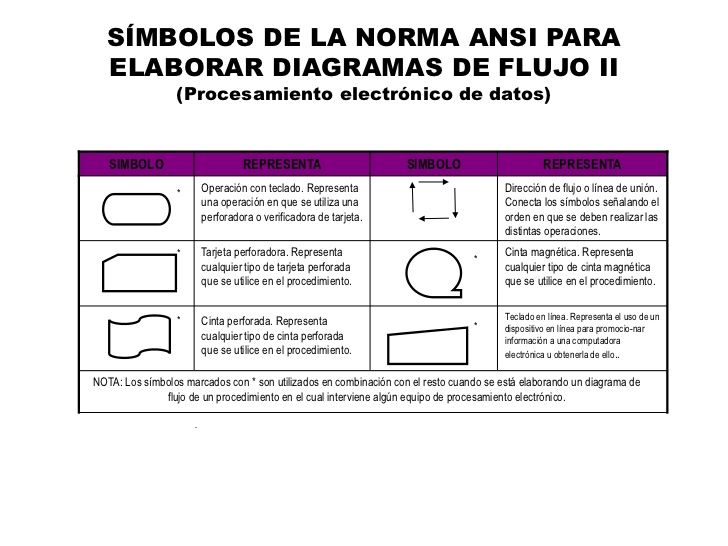 SÍMBOLOS DE LA NORMA ANSI PARA
ELABORAR DIAGRAMAS DE FLUJO II
(Procesamiento electrónico de datos)
SIMBOLO REPRESENTA SIMBOLO REPRESENTA
*
Operación con teclado. Representa
una operación en que se utiliza una
perforadora o verificadora de tarjeta.
Dirección de flujo o línea de unión.
Conecta los símbolos señalando el
orden en que se deben realizar las
distintas operaciones.
*
Tarjeta perforadora. Representa
cualquier tipo de tarjeta perforada
que se utilice en el procedimiento.
*
Cinta magnética. Representa
cualquier tipo de cinta magnética
que se utilice en el procedimiento.
*
Cinta perforada. Representa
cualquier tipo de cinta perforada
que se utilice en el procedimiento.
*
Teclado en línea. Representa el uso de un
dispositivo en línea para promocio-nar
información a una computadora
electrónica u obtenerla de ello..
NOTA: Los símbolos marcados con * son utilizados en combinación con el resto cuando se está elaborando un diagrama de
flujo de un procedimiento en el cual interviene algún equipo de procesamiento electrónico.
.